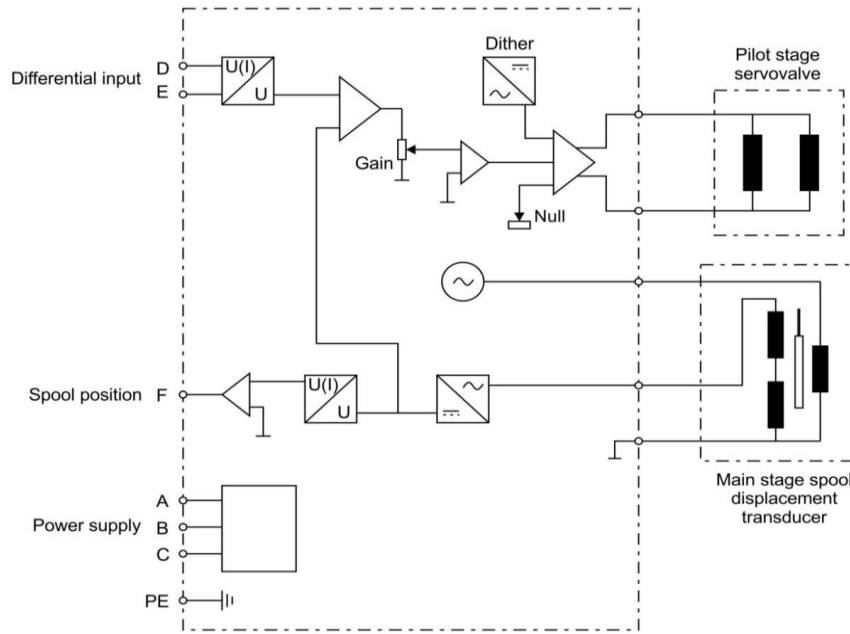 Dither
Pilot stage
servovalve
Differential input
D
E
U(I)
U
Gain
Null
Spool position
F
U(I)
U
Main stage spool
displacement
transducer
Power supply
A
B
C
PE